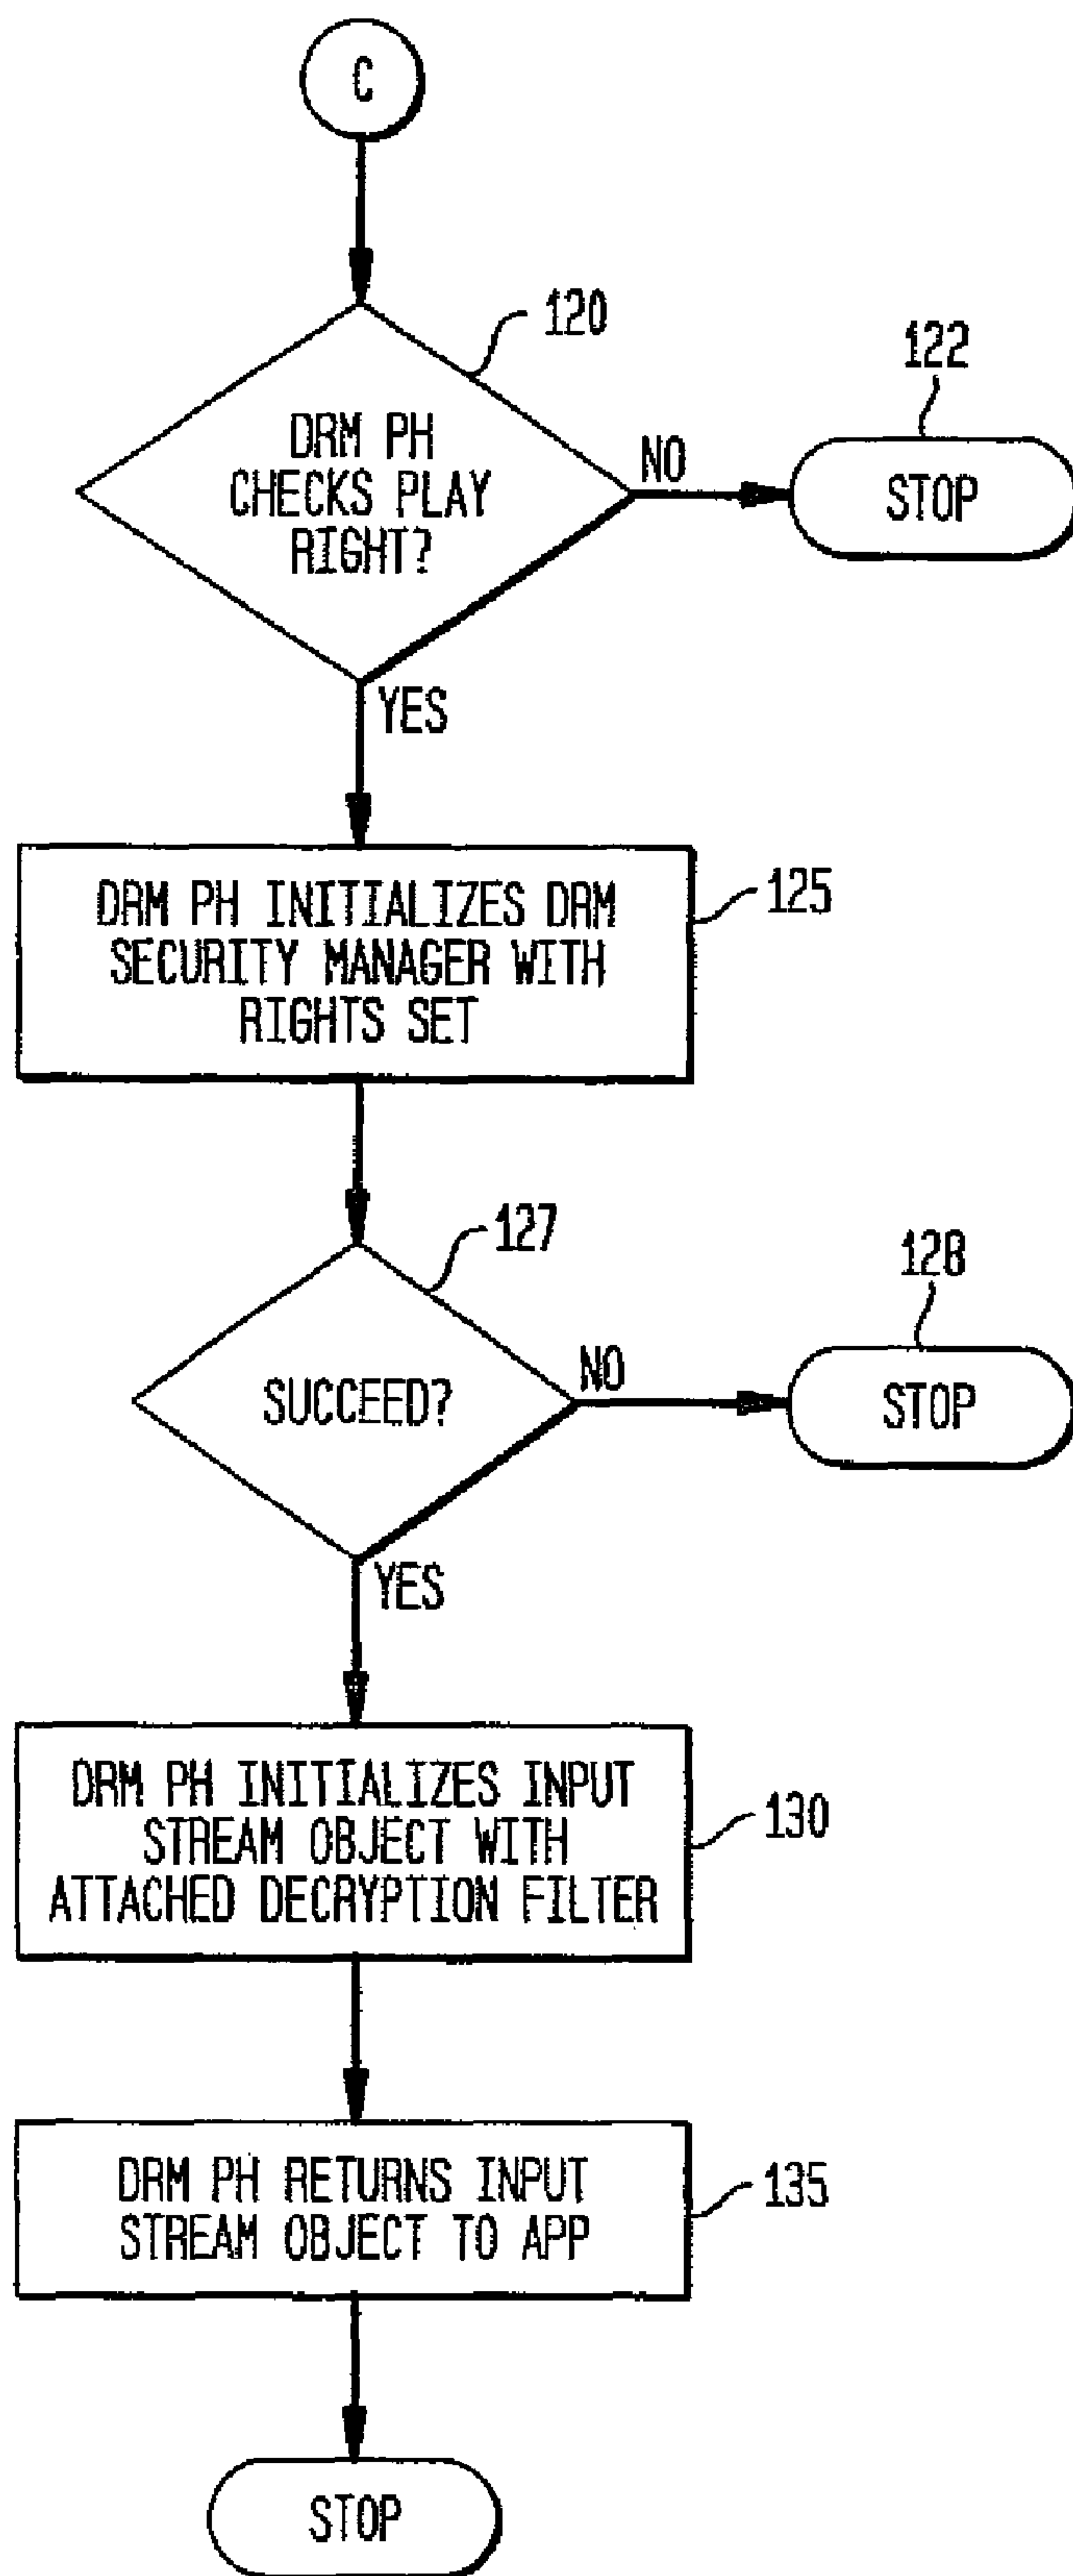 C
120
DRM PH
CHECKS PLAY
RIGHT?
NO
122
STOP
YES
DRM PH INITIALIZES DRM
SECURITY MANAGER WITH
RIGHTS SET
125
127
SUCCEED?
NO
128
STOP
YES
DRM PH INITIALIZES INPUT
STREAM OBJECT WITH
ATTACHED DECRYPTION FILTER
130
DRM PH RETURNS INPUT
STREAM OBJECT TO APP
135
STOP